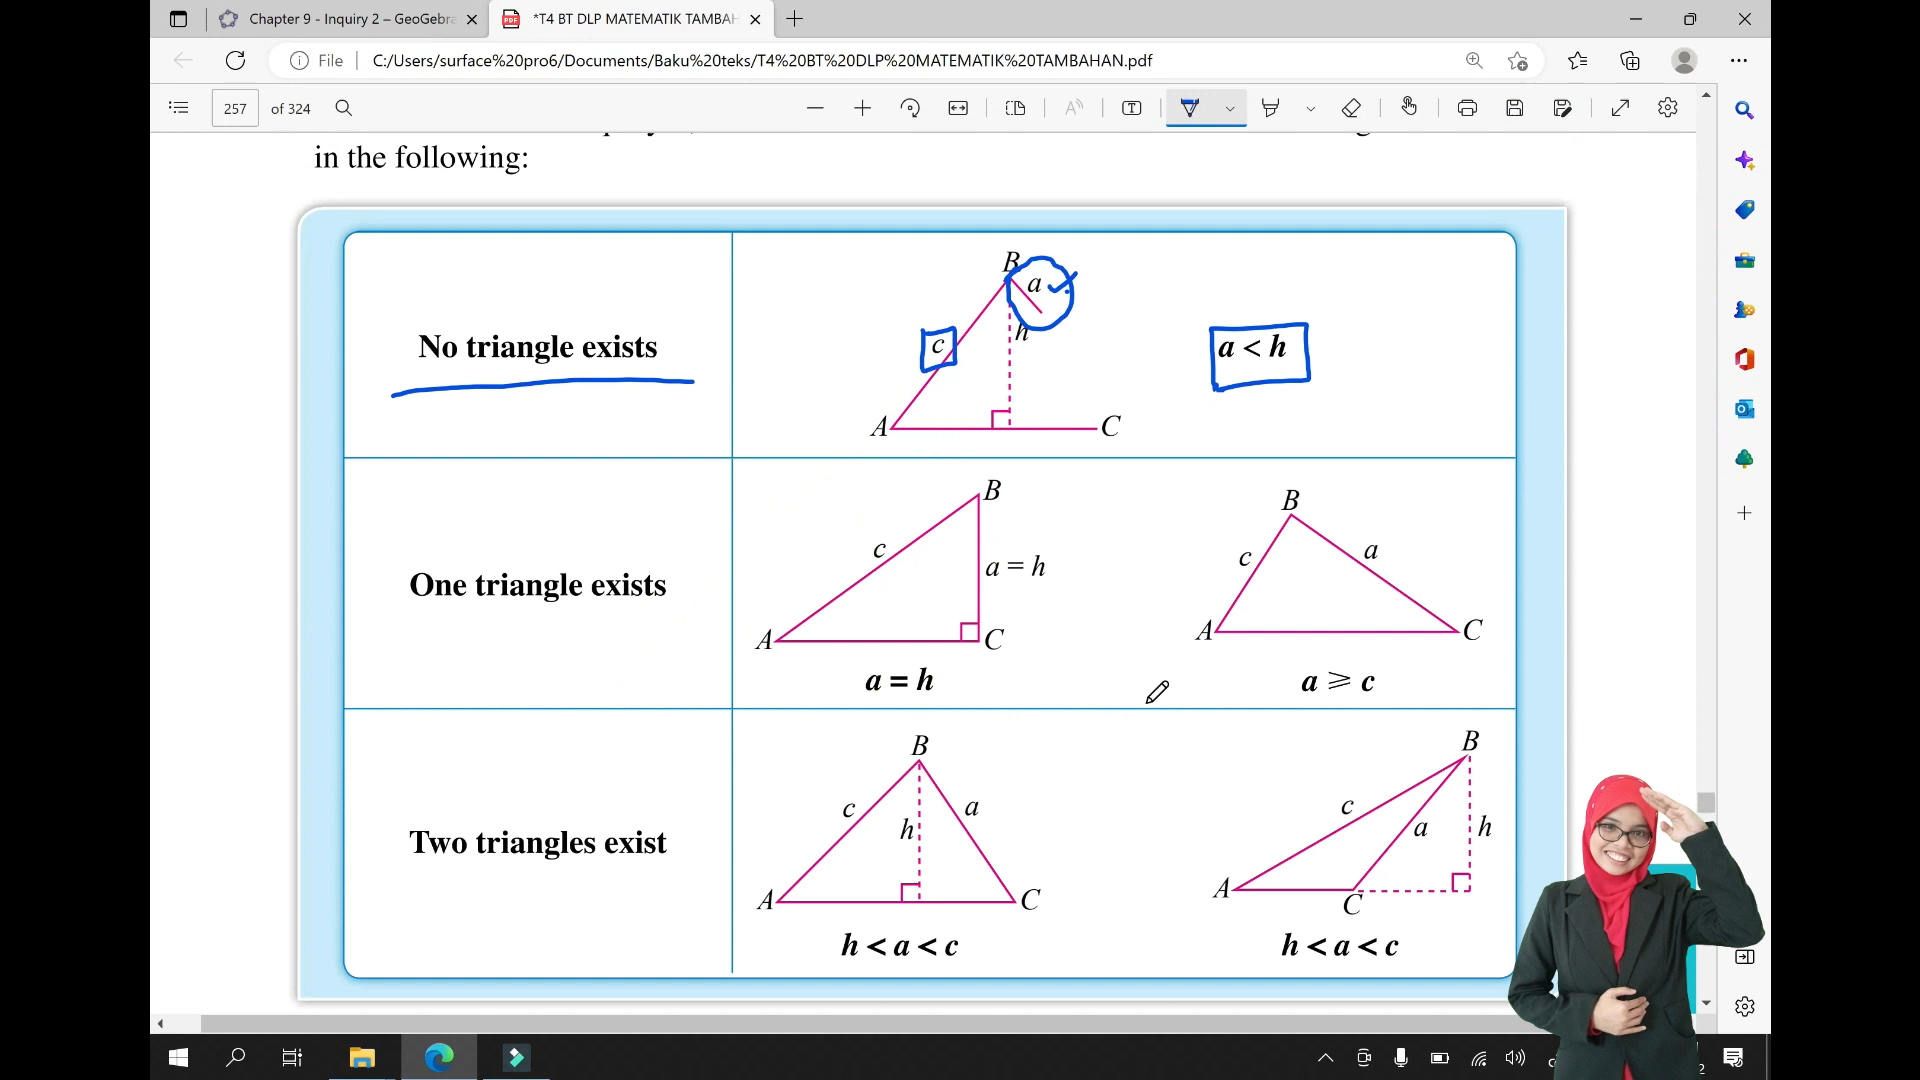 Chapter 9 - Inquiry 2 – GeoGebra
*T4 BT DLP MATEMATIK TAMBAH
File
C:/Users/surface%20pro6/Documents/Baku%20teks/T4%20BT%20DLP%20MATEMATIK%20TAMBAHAN.pdf
257 of 324
in the following:
No triangle exists
B
a
c
h
A
C
a < h
One triangle exists
B
c
a = h
A
C
a = h
B
c
a
A
C
a ⩾ c
Two triangles exist
B
c
h
a
A
C
h < a < c
B
c
a
h
A
C
h < a < c